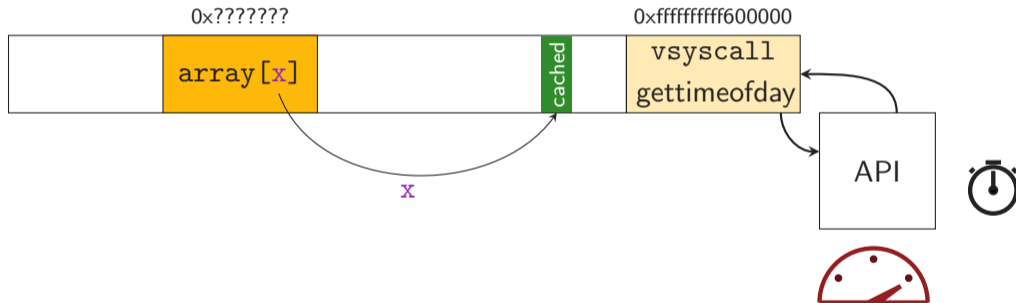 0x???????
0xffffffffff600000
array[x]
cached
vsyscall
gettimeofday
x
API